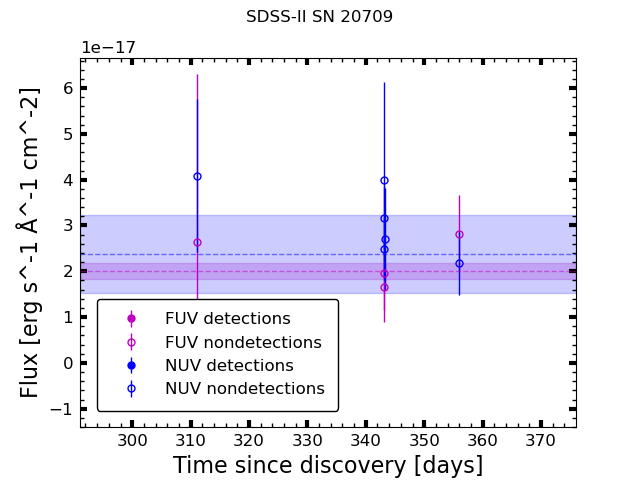 SDSS-II SN 20709
1e−17
6
5
4
3
2
1
0
−1
Flux [erg s^-1 Å^-1 cm^-2]
FUV detections
FUV nondetections
NUV detections
NUV nondetections
300 310 320 330 340 350 360 370
Time since discovery [days]